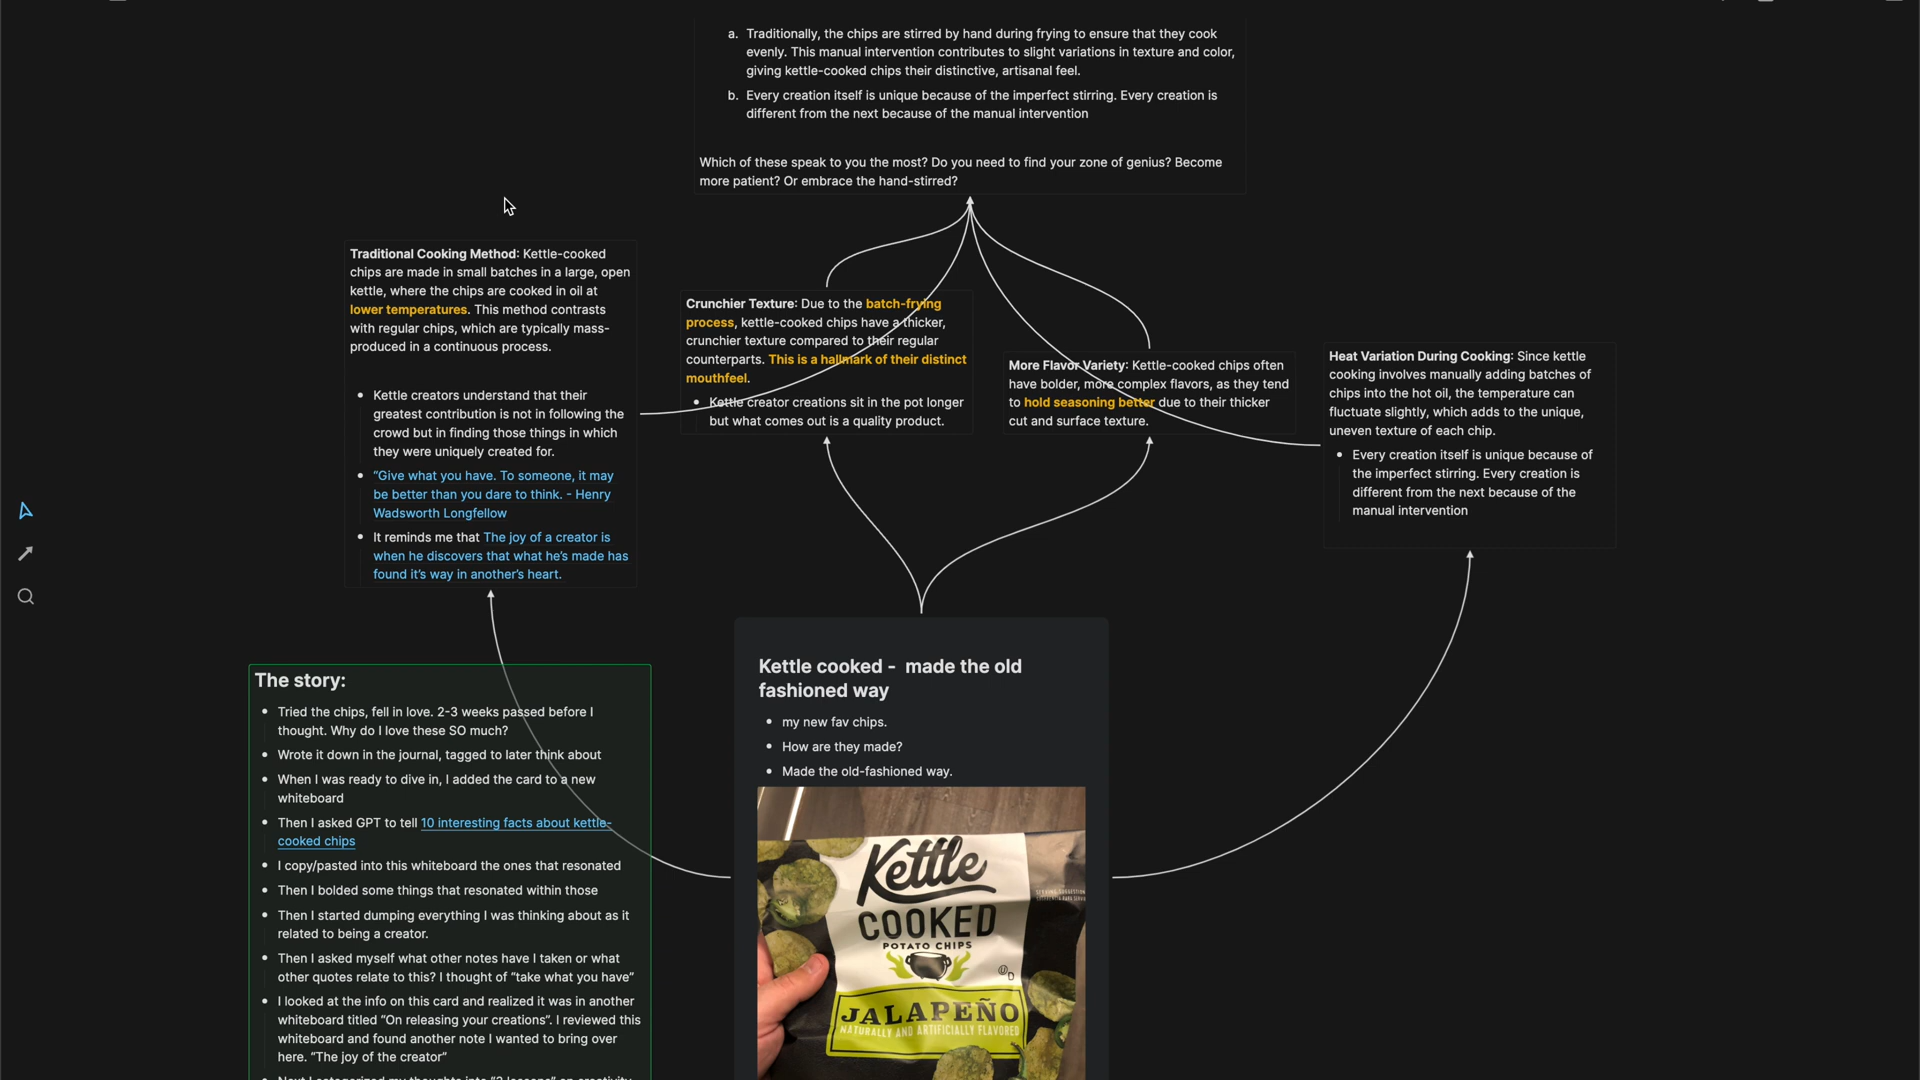 a. Traditionally, the chips are stirred by hand during frying to ensure that they cook
evenly. This manual intervention contributes to slight variations in texture and color,
giving kettle-cooked chips their distinctive, artisanal feel.
b. Every creation itself is unique because of the imperfect stirring. Every creation is
different from the next because of the manual intervention
Which of these speak to you the most? Do you need to find your zone of genius? Become
more patient? Or embrace the hand-stirred?
Traditional Cooking Method: Kettle-cooked
chips are made in small batches in a large, open
kettle, where the chips are cooked in oil at
lower temperatures. This method contrasts
with regular chips, which are typically mass-
produced in a continuous process.
• Kettle creators understand that their
greatest contribution is not in following the
crowd but in finding those things in which
they were uniquely created for.
• “Give what you have. To someone, it may
be better than you dare to think. - Henry
Wadsworth Longfellow
• It reminds me that The joy of a creator is
when he discovers that what he’s made has
found it’s way in another’s heart.
Crunchier Texture: Due to the batch-frying
process, kettle-cooked chips have a thicker,
crunchier texture compared to their regular
counterparts. This is a hallmark of their distinct
mouthfeel.
• Kettle creator creations sit in the pot longer
but what comes out is a quality product.
More Flavor Variety: Kettle-cooked chips often
have bolder, more complex flavors, as they tend
to hold seasoning better due to their thicker
cut and surface texture.
Heat Variation During Cooking: Since kettle
cooking involves manually adding batches of
chips into the hot oil, the temperature can
fluctuate slightly, which adds to the unique,
uneven texture of each chip.
• Every creation itself is unique because of
the imperfect stirring. Every creation is
different from the next because of the
manual intervention
The story:
• Tried the chips, fell in love. 2-3 weeks passed before I
thought. Why do I love these SO much?
• Wrote it down in the journal, tagged to later think about
• When I was ready to dive in, I added the card to a new
whiteboard
• Then I asked GPT to tell 10 interesting facts about kettle-
cooked chips
• I copy/pasted into this whiteboard the ones that resonated
• Then I bolded some things that resonated within those
• Then I started dumping everything I was thinking about as it
related to being a creator.
• Then I asked myself what other notes have I taken or what
other quotes relate to this? I thought of “take what you have”
• I looked at the info on this card and realized it was in another
whiteboard titled “On releasing your creations”. I reviewed this
whiteboard and found another note I wanted to bring over
here. “The joy of the creator”
Kettle cooked - made the old
fashioned way
• my new fav chips.
• How are they made?
• Made the old-fashioned way.
Kettle
COOKED
POTATO CHIPS
JALAPEÑO
NATURALLY AND ARTIFICIALLY FLAVORED